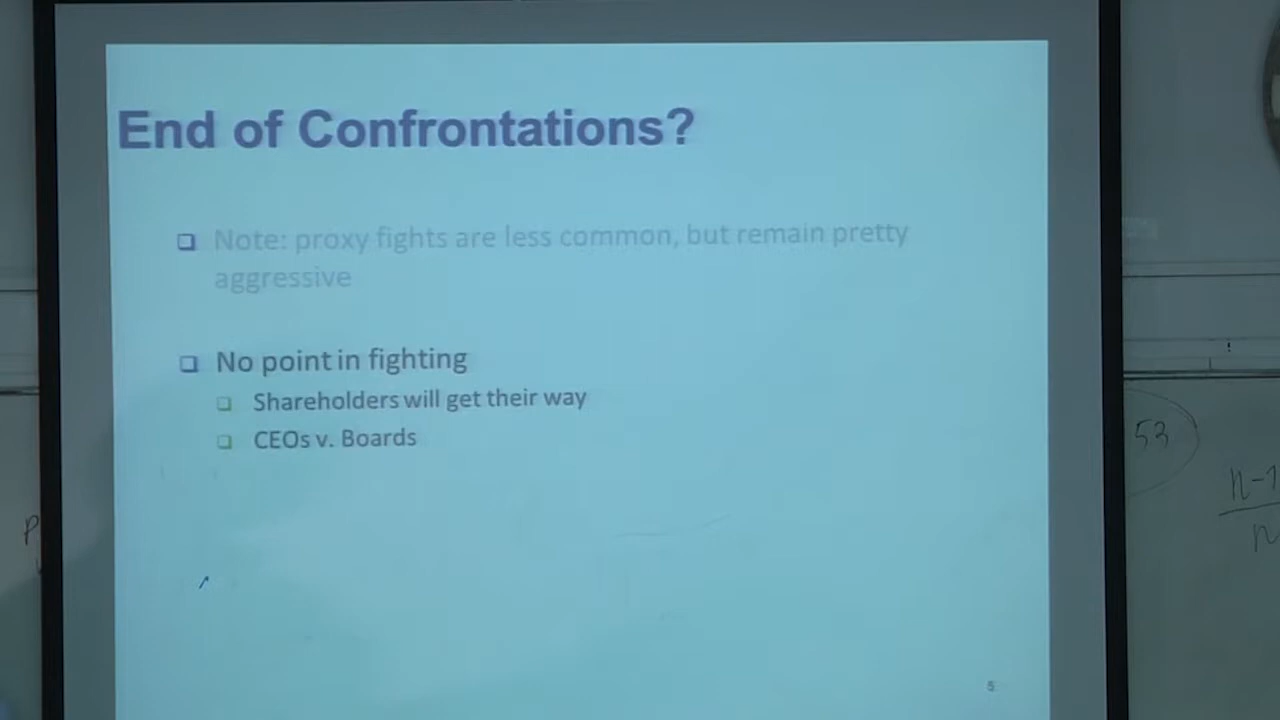 End of Confrontations?
Note: proxy fights are less common, but remain pretty
aggressive
No point in fighting
Shareholders will get their way
CEOs v. Boards
53
n-1
n
P